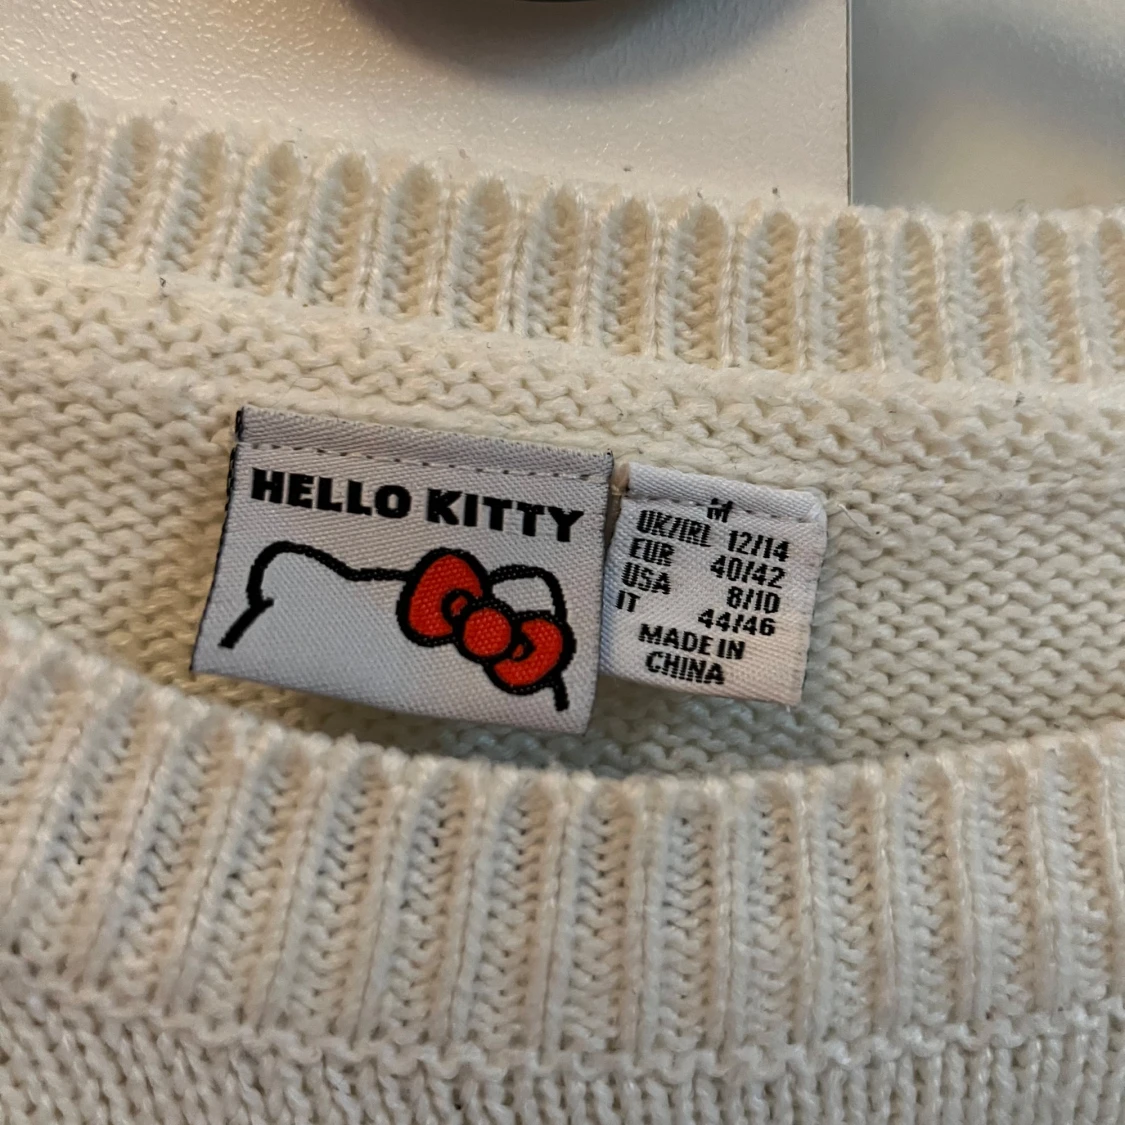 HELLO KITTY
M
UK/IRL 12/14
EUR 40/42
USA 8/10
IT 44/46
MADE IN
CHINA